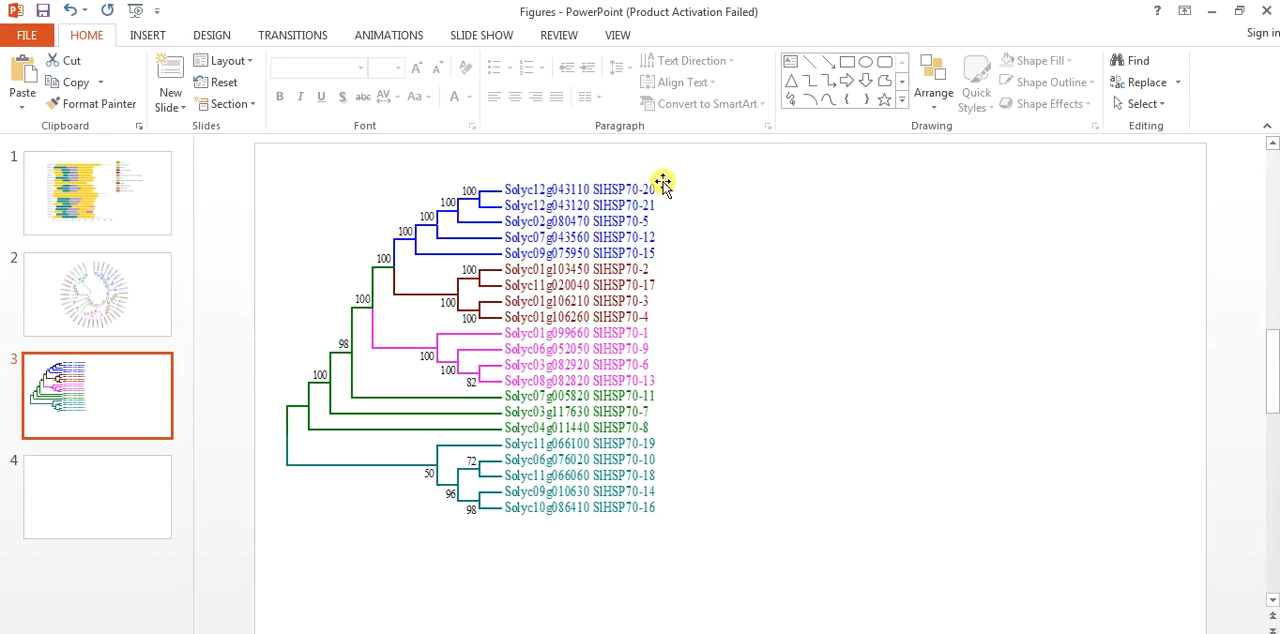 Figures - PowerPoint (Product Activation Failed)
?
Sign in
FILE HOME INSERT DESIGN TRANSITIONS ANIMATIONS SLIDE SHOW REVIEW VIEW
Paste
Cut
Copy
Format Painter
Clipboard
New
Slide
Layout
Reset
Section
Slides
B I U S abc AV Aa A
Font
Text Direction
Align Text
Convert to SmartArt
Paragraph
Arrange
Quick
Styles
Shape Fill
Shape Outline
Shape Effects
Drawing
Find
Replace
Select
Editing
1
2
3
4
100 Solyc12g043110 SlHSP70-20
100 Solyc12g043120 SlHSP70-21
100 Solyc02g080470 SlHSP70-5
100 Solyc07g043560 SlHSP70-12
Solyc09g075950 SlHSP70-15
100 100 Solyc01g103450 SlHSP70-2
Solyc11g020040 SlHSP70-17
100 100 Solyc01g106210 SlHSP70-3
100 Solyc01g106260 SlHSP70-4
Solyc01g099660 SlHSP70-1
98 100 Solyc06g052050 SlHSP70-9
100 Solyc03g082920 SlHSP70-6
100 82 Solyc08g082820 SlHSP70-13
Solyc07g005820 SlHSP70-11
Solyc03g117630 SlHSP70-7
Solyc04g011440 SlHSP70-8
Solyc11g066100 SlHSP70-19
72 Solyc06g076020 SlHSP70-10
50 Solyc11g066060 SlHSP70-18
96 Solyc09g010630 SlHSP70-14
98 Solyc10g086410 SlHSP70-16